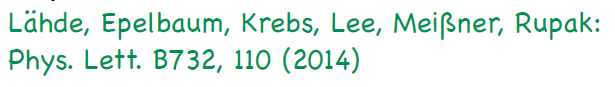 Lähde, Epelbaum, Krebs, Lee, Meißner, Rupak:
Phys. Lett. B732, 110 (2014)